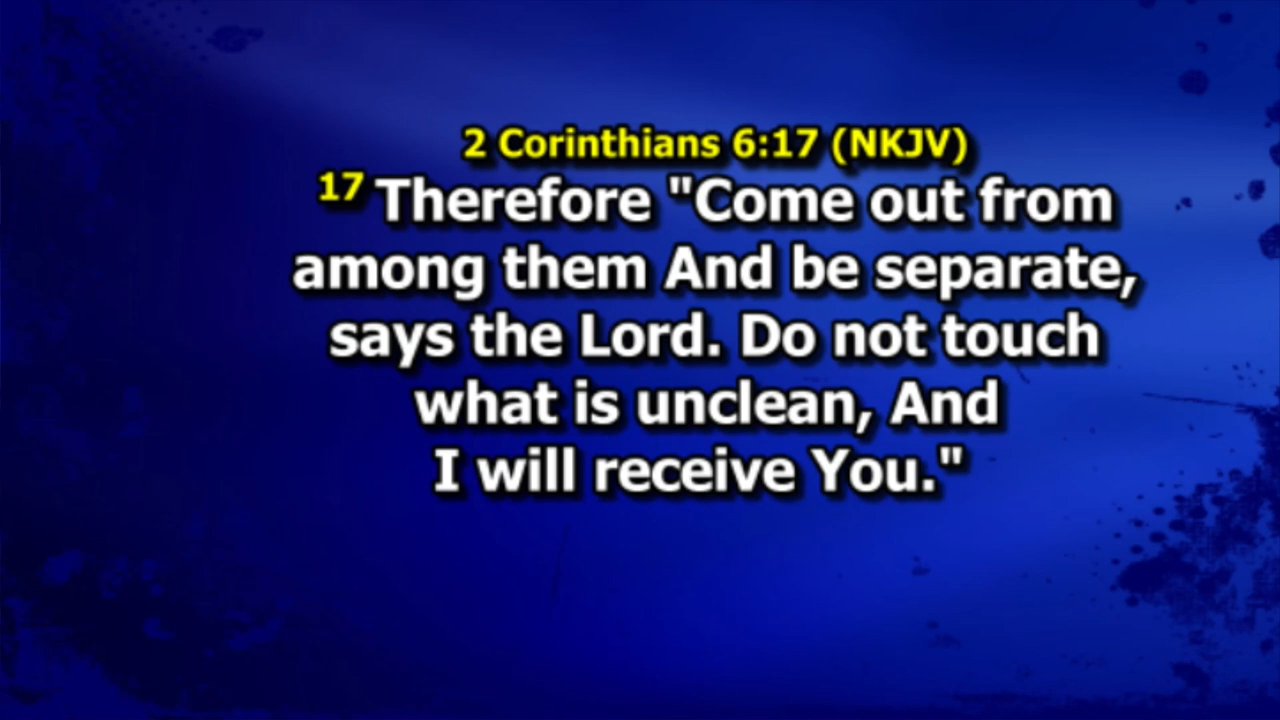 2 Corinthians 6:17 (NKJV)
17 Therefore "Come out from
among them And be separate,
says the Lord. Do not touch
what is unclean, And
I will receive You."